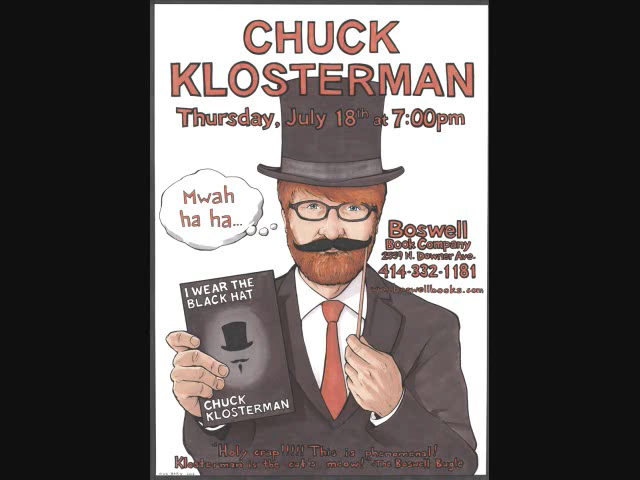 CHUCK
KLOSTERMAN
Thursday, July 18th at 7:00pm
Mwah
ha ha...
Boswell
Book Company
2559 N. Downer Ave.
414-332-1181
www.boswellbooks.com
I WEAR THE
BLACK HAT
CHUCK
KLOSTERMAN
"Holy crap!!!!! This is phenomenal!
Klosterman is the cat's meow!" -The Boswell Bugle